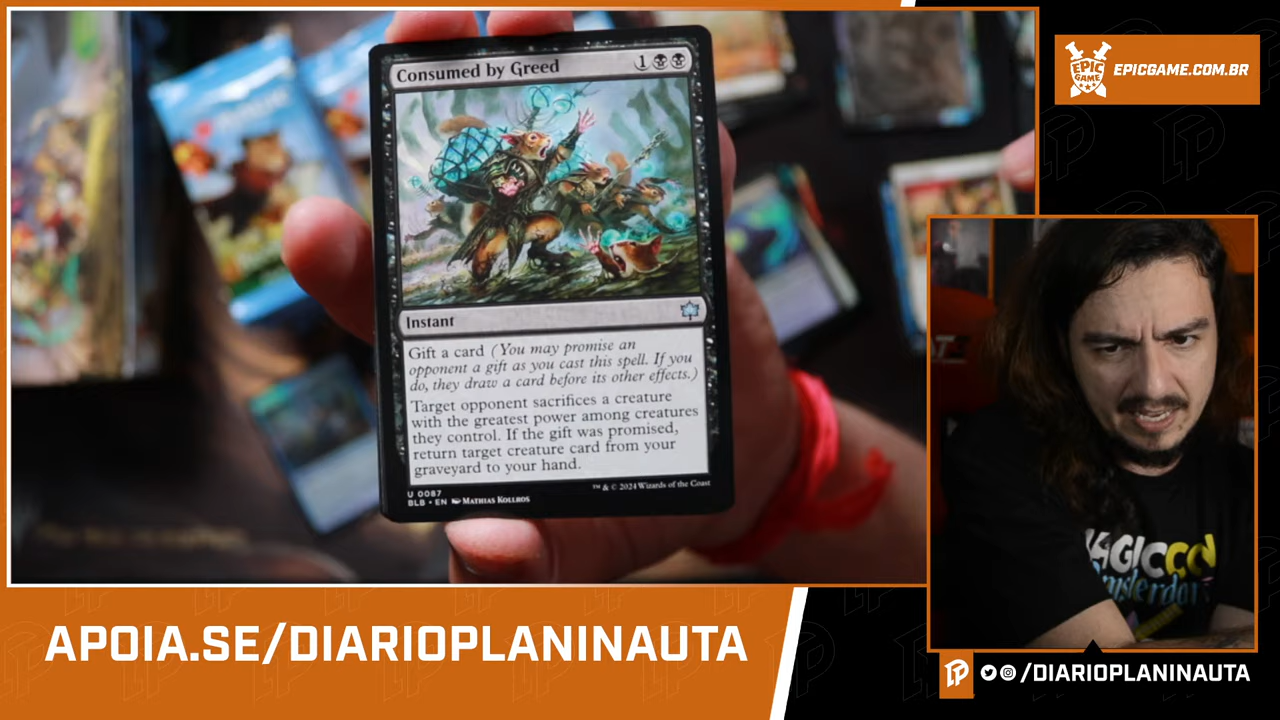 Consumed by Greed 1
Instant
Gift a card (You may promise an
opponent a gift as you cast this spell. If you
do, they draw a card before its other effects.)
Target opponent sacrifices a creature
with the greatest power among creatures
they control. If the gift was promised,
return target creature card from your
graveyard to your hand.
U 0087
BLB • EN MATHIAS KOLLROS
™ & © 2024 Wizards of the Coast
EPIC
GAME
EPICGAME.COM.BR
MAGICCON
Amsterdam
APOIA.SE/DIARIOPLANINAUTA
/DIARIOPLANINAUTA